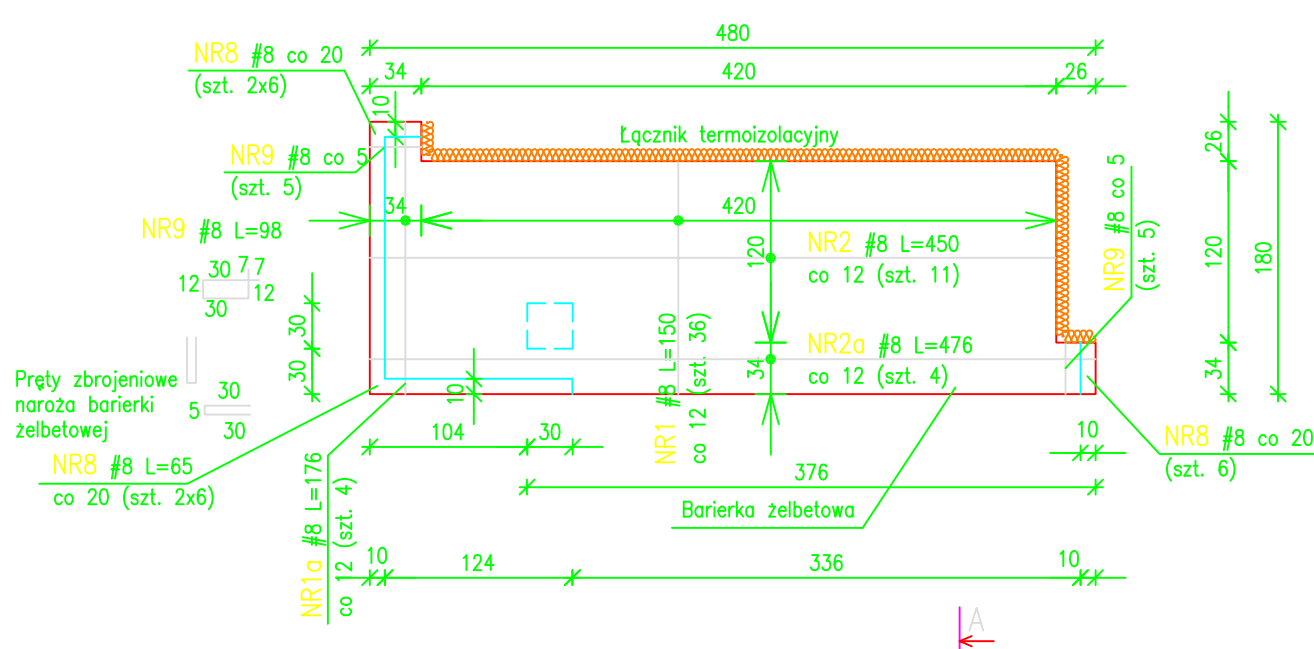 480
34
420
26
NR8 #8 co 20
(szt. 2x6)
10
Łącznik termoizolacyjny
26
NR9 #8 co 5
(szt. 5)
34
420
NR9 #8 L=98
30
7
7
12
12
30
120
NR2 #8 L=450
co 12 (szt. 11)
NR9 #8 co 5
(szt. 5)
120
180
30
30
NR1 #8 L=150
co 12 (szt. 36)
NR2a #8 L=476
co 12 (szt. 4)
34
34
Pręty zbrojeniowe
naroża barierki
żelbetowej
30
5
30
10
104
30
10
NR8 #8 co 20
(szt. 6)
NR8 #8 L=65
co 20 (szt. 2x6)
376
Barierka żelbetowa
NR1a #8 L=176
co 12 (szt. 4)
10
124
336
10
A